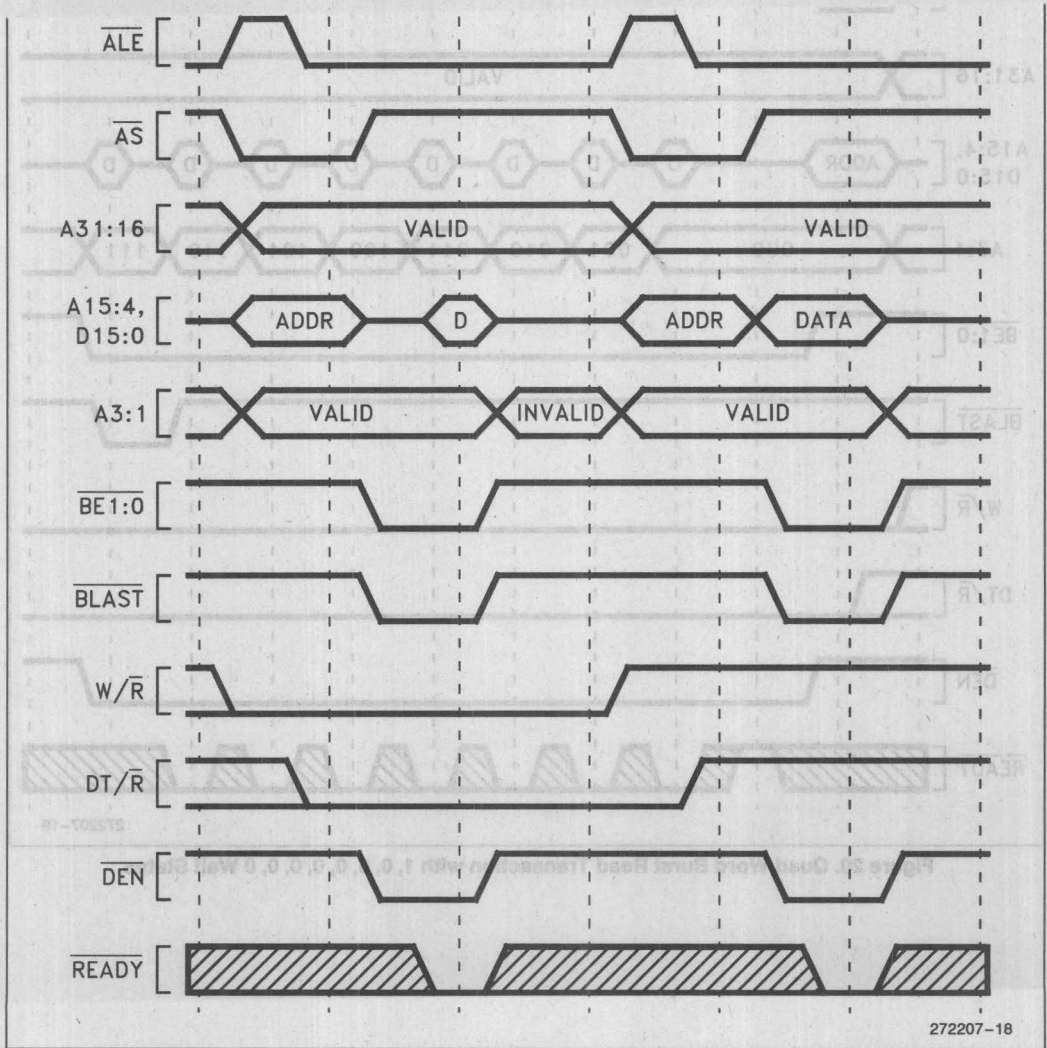 ALE
AS
A31:16 VALID VALID
A15:4,
D15:0 ADDR D ADDR DATA
A3:1 VALID INVALID VALID
BE1:0
BLAST
W/R
DT/R
DEN
READY
272207-18